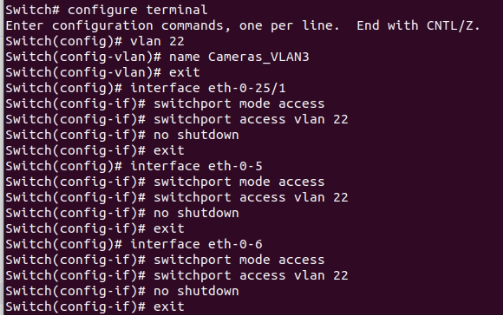 Switch# configure terminal
Enter configuration commands, one per line.  End with CNTL/Z.
Switch(config)# vlan 22
Switch(config-vlan)# name Cameras_VLAN3
Switch(config-vlan)# exit
Switch(config)# interface eth-0-25/1
Switch(config-if)# switchport mode access
Switch(config-if)# switchport access vlan 22
Switch(config-if)# no shutdown
Switch(config-if)# exit
Switch(config)# interface eth-0-5
Switch(config-if)# switchport mode access
Switch(config-if)# switchport access vlan 22
Switch(config-if)# no shutdown
Switch(config-if)# exit
Switch(config)# interface eth-0-6
Switch(config-if)# switchport mode access
Switch(config-if)# switchport access vlan 22
Switch(config-if)# no shutdown
Switch(config-if)# exit